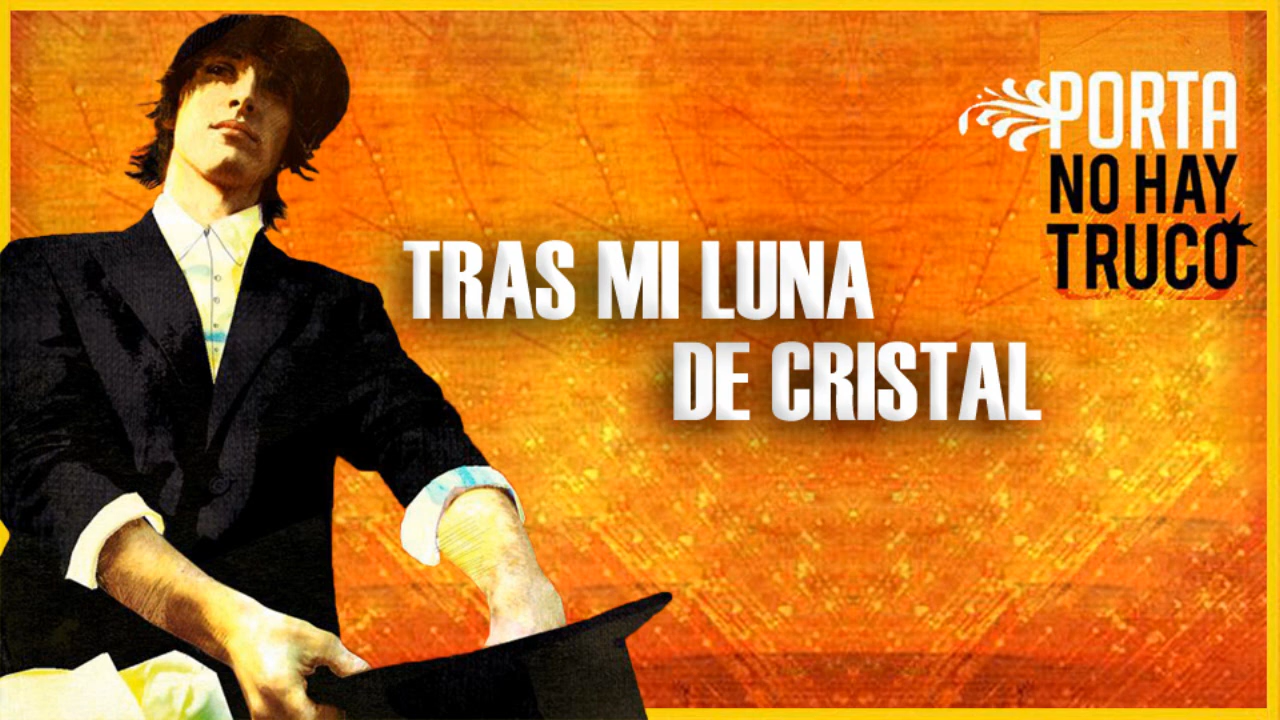 PORTA
NO HAY
TRUCO
TRAS MI LUNA
DE CRISTAL